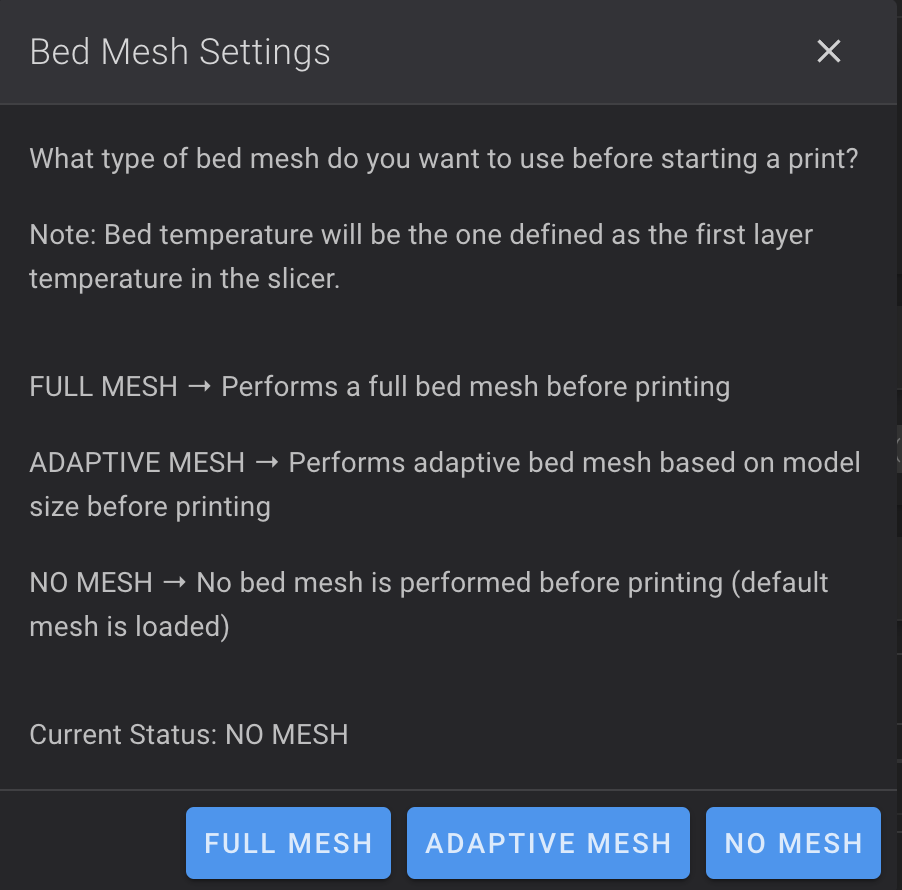 Bed Mesh Settings
What type of bed mesh do you want to use before starting a print?
Note: Bed temperature will be the one defined as the first layer
temperature in the slicer.
FULL MESH → Performs a full bed mesh before printing
ADAPTIVE MESH → Performs adaptive bed mesh based on model
size before printing
NO MESH → No bed mesh is performed before printing (default
mesh is loaded)
Current Status: NO MESH
FULL MESH
ADAPTIVE MESH
NO MESH